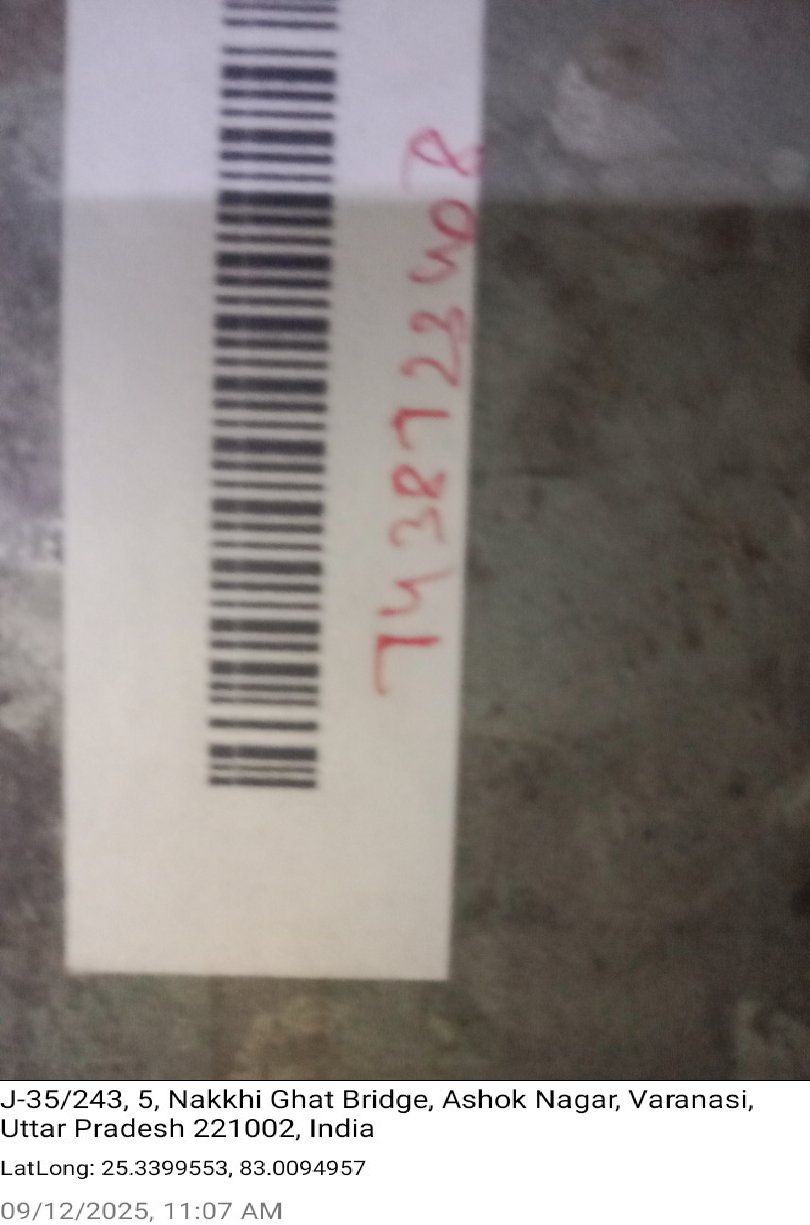 7438723408
J-35/243, 5, Nakkhi Ghat Bridge, Ashok Nagar, Varanasi,
Uttar Pradesh 221002, India
LatLong: 25.3399553, 83.0094957
09/12/2025, 11:07 AM